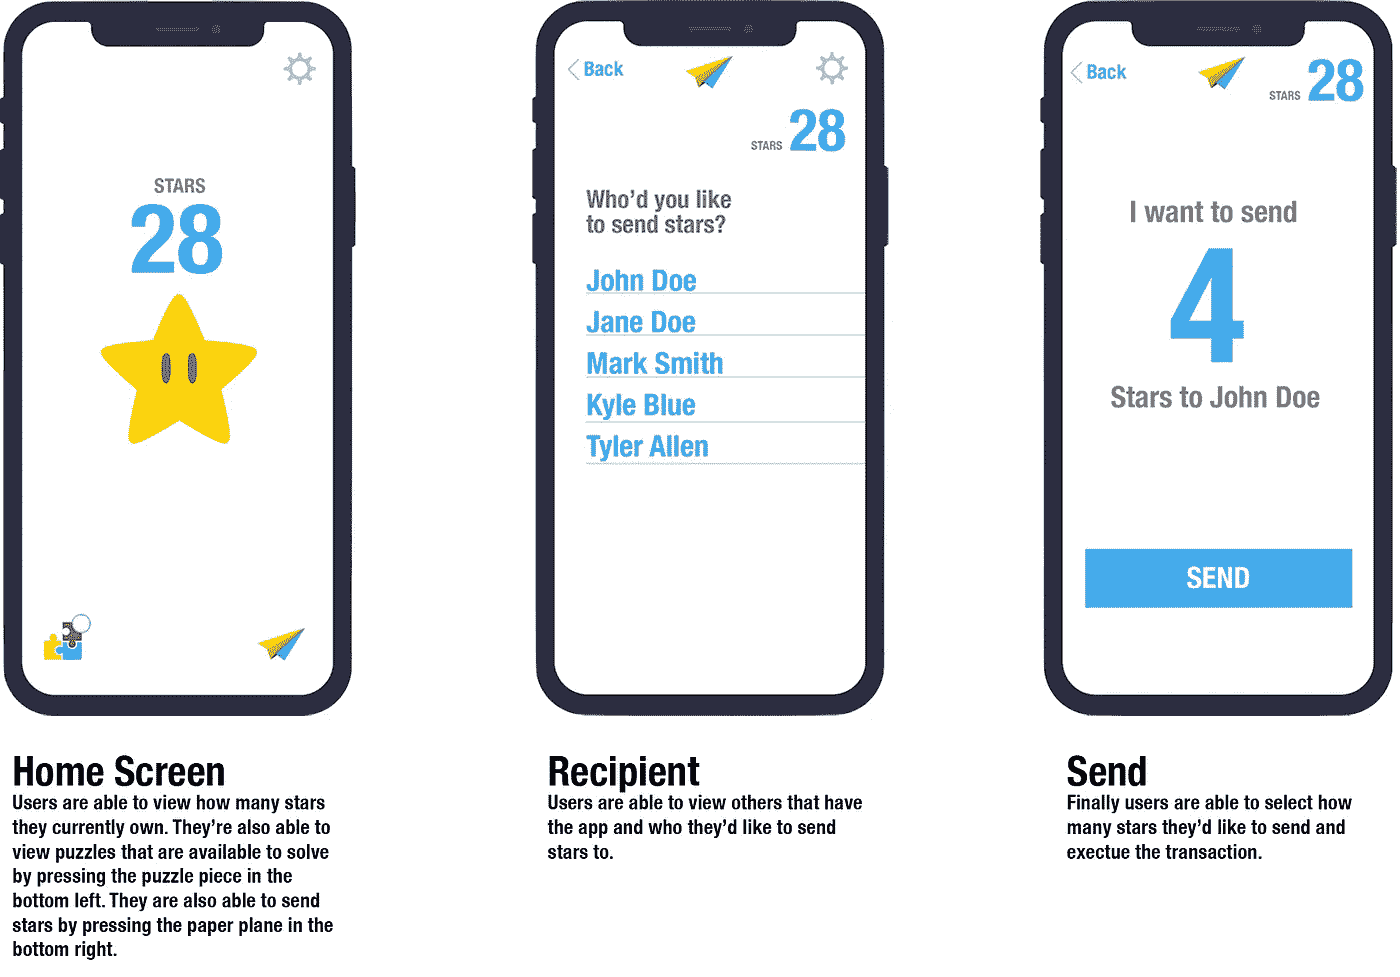 STARS
28
Home Screen
Users are able to view how many stars
they currently own. They're also able to
view puzzles that are available to solve
by pressing the puzzle piece in the
bottom left. They are also able to send
stars by pressing the paper plane in the
bottom right.
Back
STARS 28
Who'd you like
to send stars?
John Doe
Jane Doe
Mark Smith
Kyle Blue
Tyler Allen
Recipient
Users are able to view others that have
the app and who they'd like to send
stars to.
Back
STARS 28
I want to send
4
Stars to John Doe
SEND
Send
Finally users are able to select how
many stars they'd like to send and
exectue the transaction.